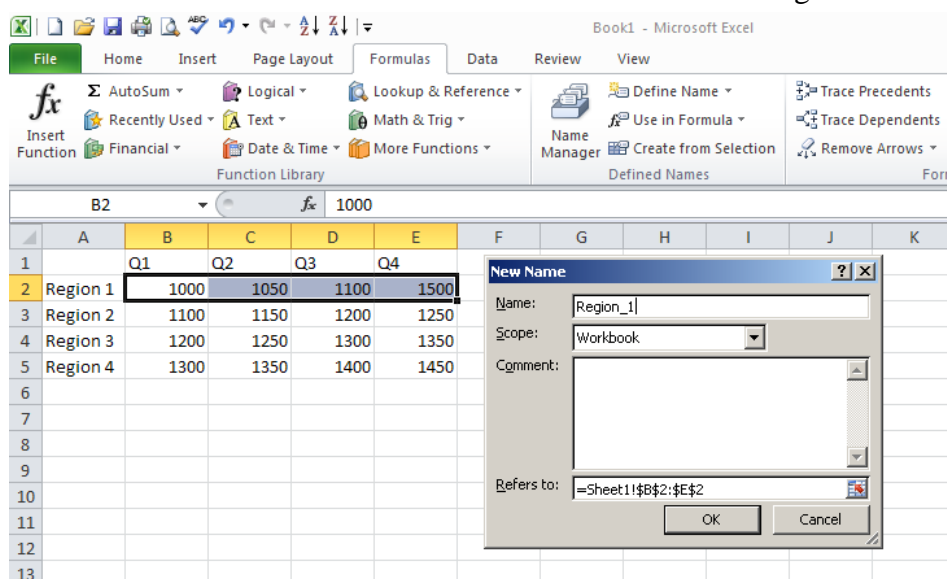 Book1 - Microsoft Excel
File Home Insert Page Layout Formulas Data Review View
fx Σ AutoSum Logical Lookup & Reference Define Name Trace Precedents
Insert Function Recently Used Text Math & Trig Name Manager Use in Formula Trace Dependents
Financial Date & Time More Functions Create from Selection Remove Arrows
Function Library Defined Names For
B2 fx 1000
A B C D E F G H I J K
1 Q1 Q2 Q3 Q4
2 Region 1 1000 1050 1100 1500
3 Region 2 1100 1150 1200 1250
4 Region 3 1200 1250 1300 1350
5 Region 4 1300 1350 1400 1450
6
7
8
9
10
11
12
13
New Name ? X
Name: Region_1
Scope: Workbook
Comment:
Refers to: =Sheet1!$B$2:$E$2
OK Cancel